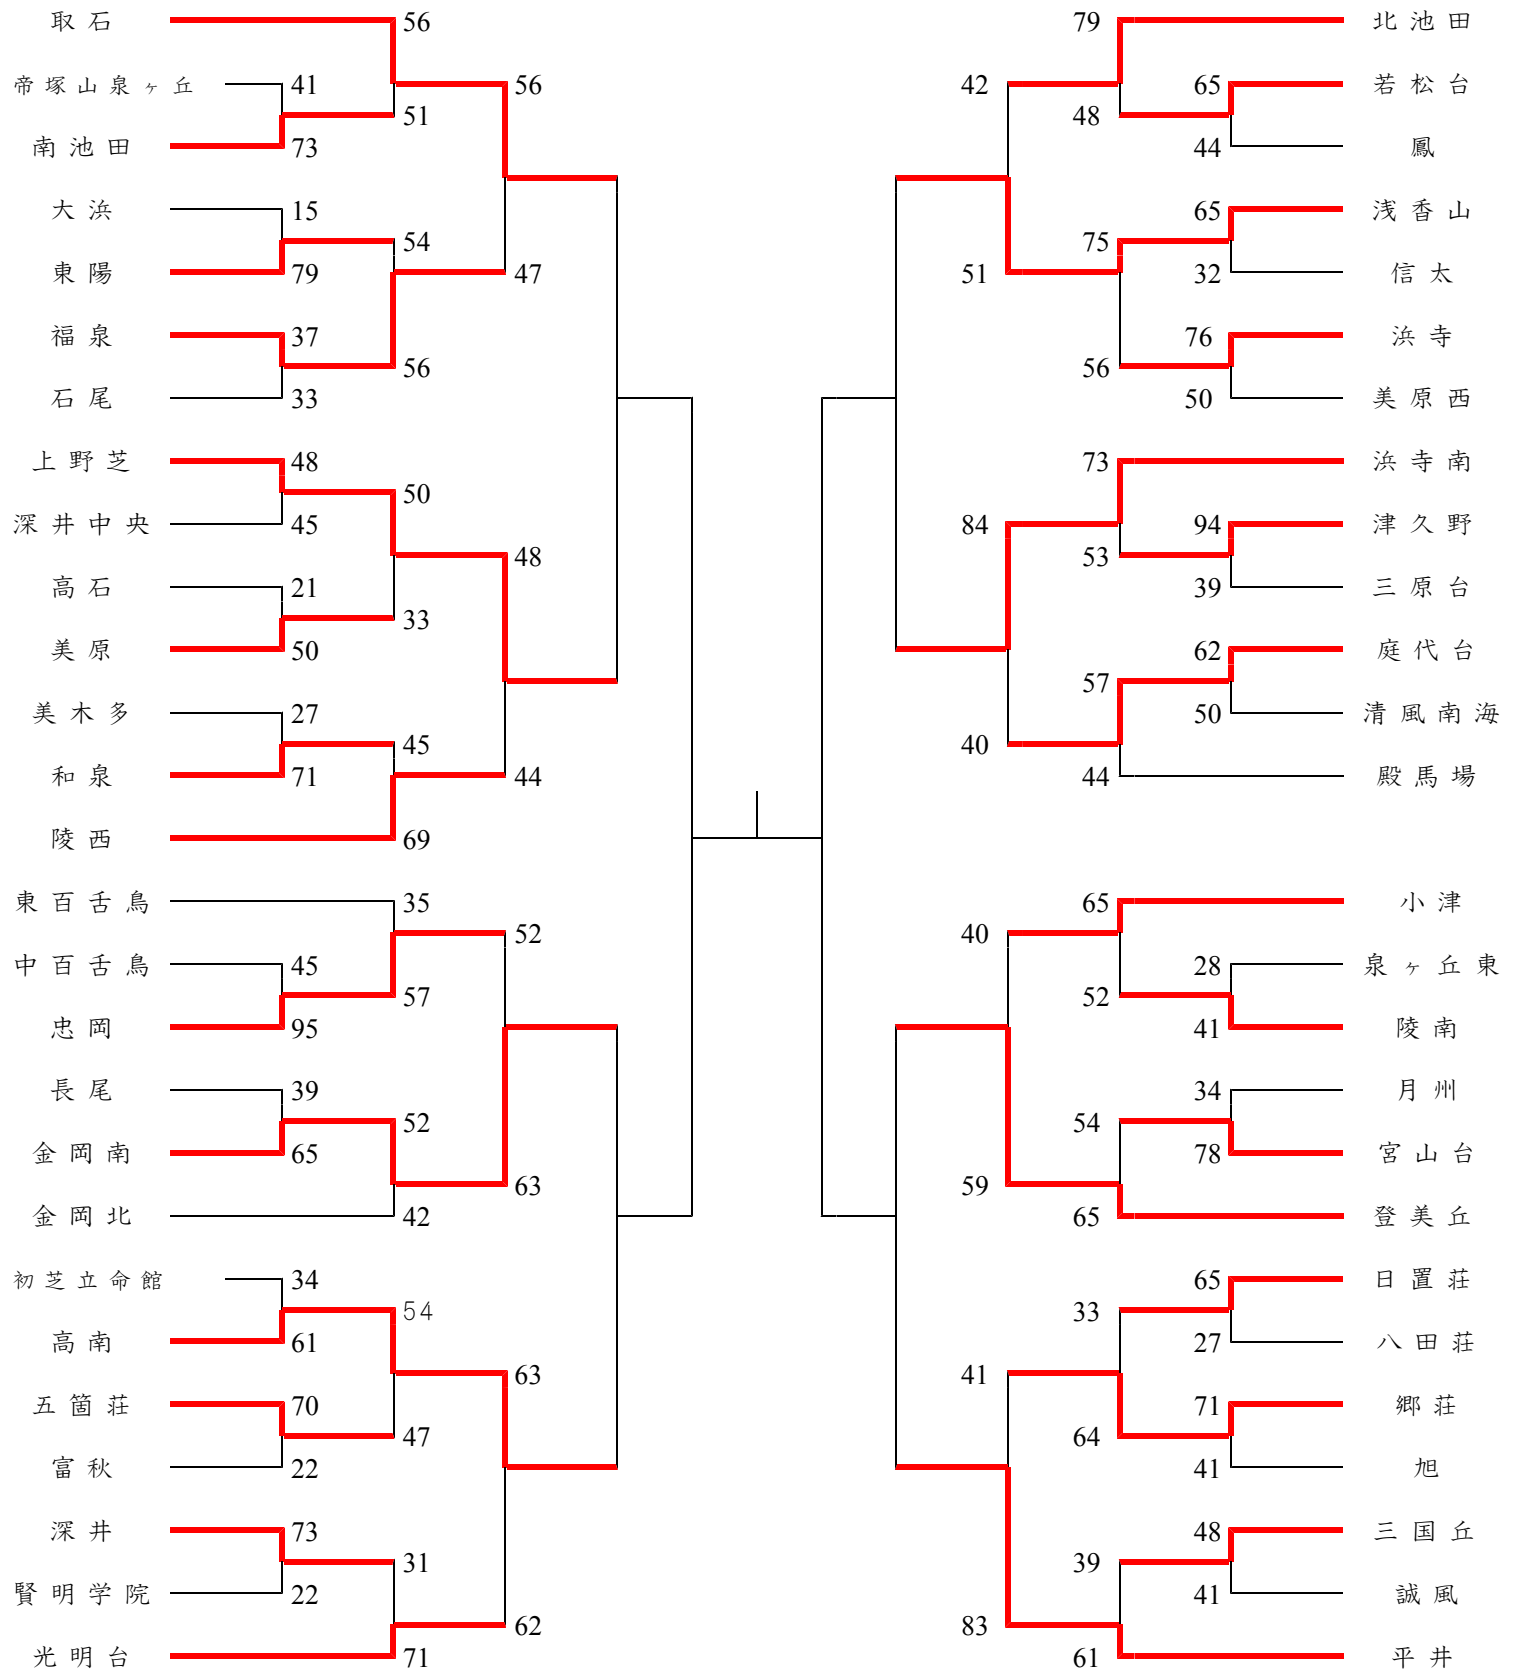 取石 56 79 北池田
帝塚山泉ヶ丘 41 56 42 65 若松台
51 48
南池田 73 44 鳳
大浜 15 65 浅香山
54 75
東陽 79 47 51 32 信太
福泉 37 76 浜寺
56 56
石尾 33 50 美原西
上野芝 48 73 浜寺南
50
深井中央 45 84 94 津久野
48 53
高石 21 39 三原台
33
美原 50 62 庭代台
57
美木多 27 50 清風南海
45 40
和泉 71 44 44 殿馬場
陵西 69
東百舌鳥 35 65 小津
52 40
中百舌鳥 45 28 泉ヶ丘東
57 52
忠岡 95 41 陵南
長尾 39 34 月州
52 54
金岡南 65 78 宮山台
63 59
金岡北 42 65 登美丘
初芝立命館 34 65 日置荘
54 33
高南 61 27 八田荘
63 41
五箇荘 70 71 郷荘
47 64
富秋 22 41 旭
深井 73 48 三国丘
31 39
賢明学院 22 41 誠風
62 83
光明台 71 61 平井